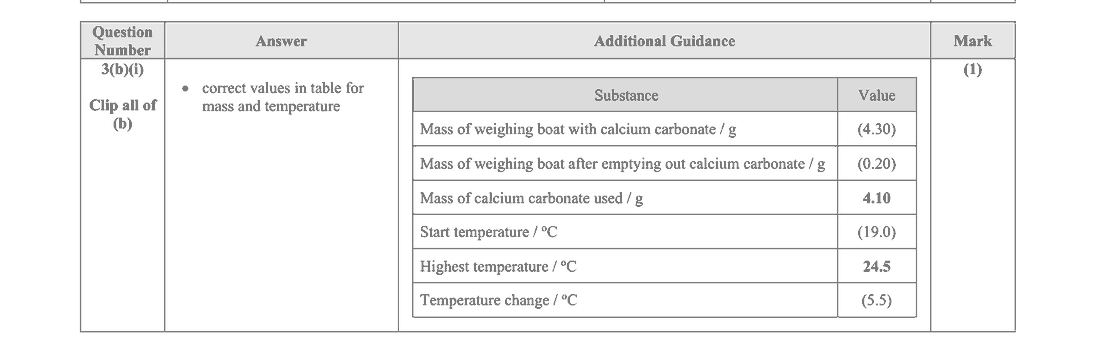 Question Number
Answer
Additional Guidance
Mark
3(b)(i)
Clip all of (b)
• correct values in table for
mass and temperature
Substance
Value
Mass of weighing boat with calcium carbonate / g
(4.30)
Mass of weighing boat after emptying out calcium carbonate / g
(0.20)
Mass of calcium carbonate used / g
4.10
Start temperature / ºC
(19.0)
Highest temperature / ºC
24.5
Temperature change / ºC
(5.5)
(1)